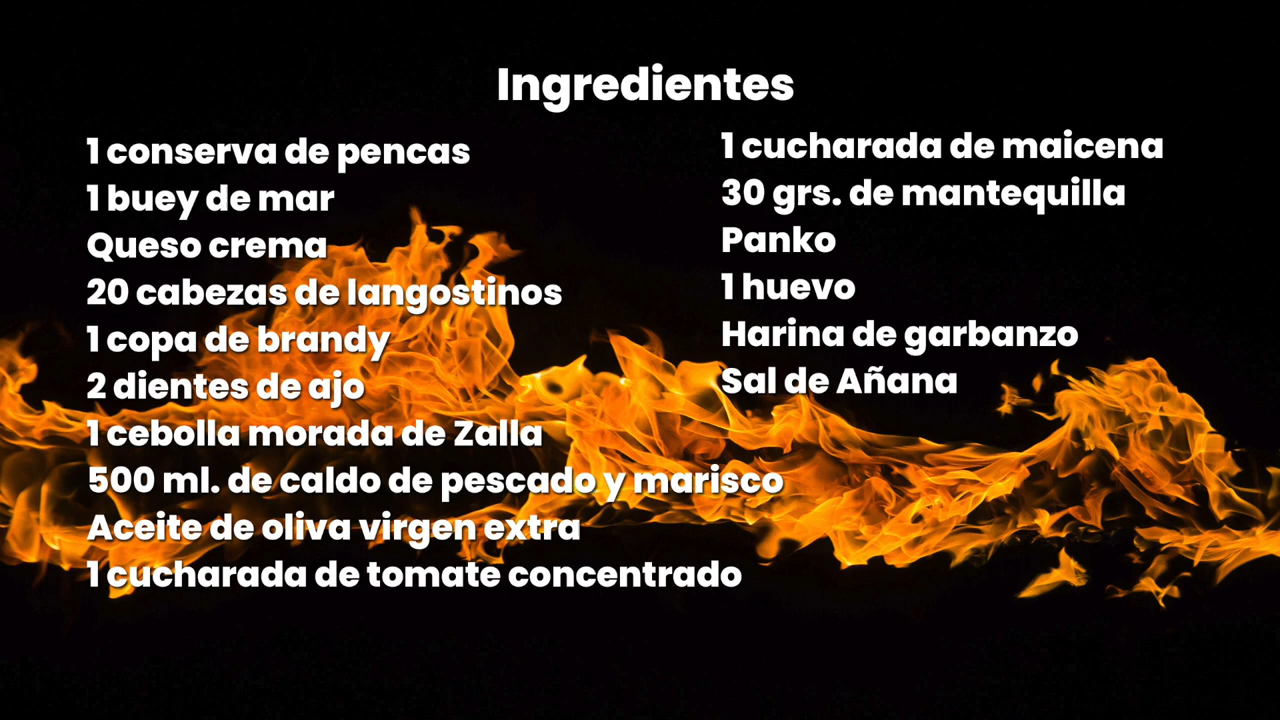 Ingredientes
1 conserva de pencas
1 buey de mar
Queso crema
20 cabezas de langostinos
1 copa de brandy
2 dientes de ajo
1 cebolla morada de Zalla
500 ml. de caldo de pescado y marisco
Aceite de oliva virgen extra
1 cucharada de tomate concentrado
1 cucharada de maicena
30 grs. de mantequilla
Panko
1 huevo
Harina de garbanzo
Sal de Añana